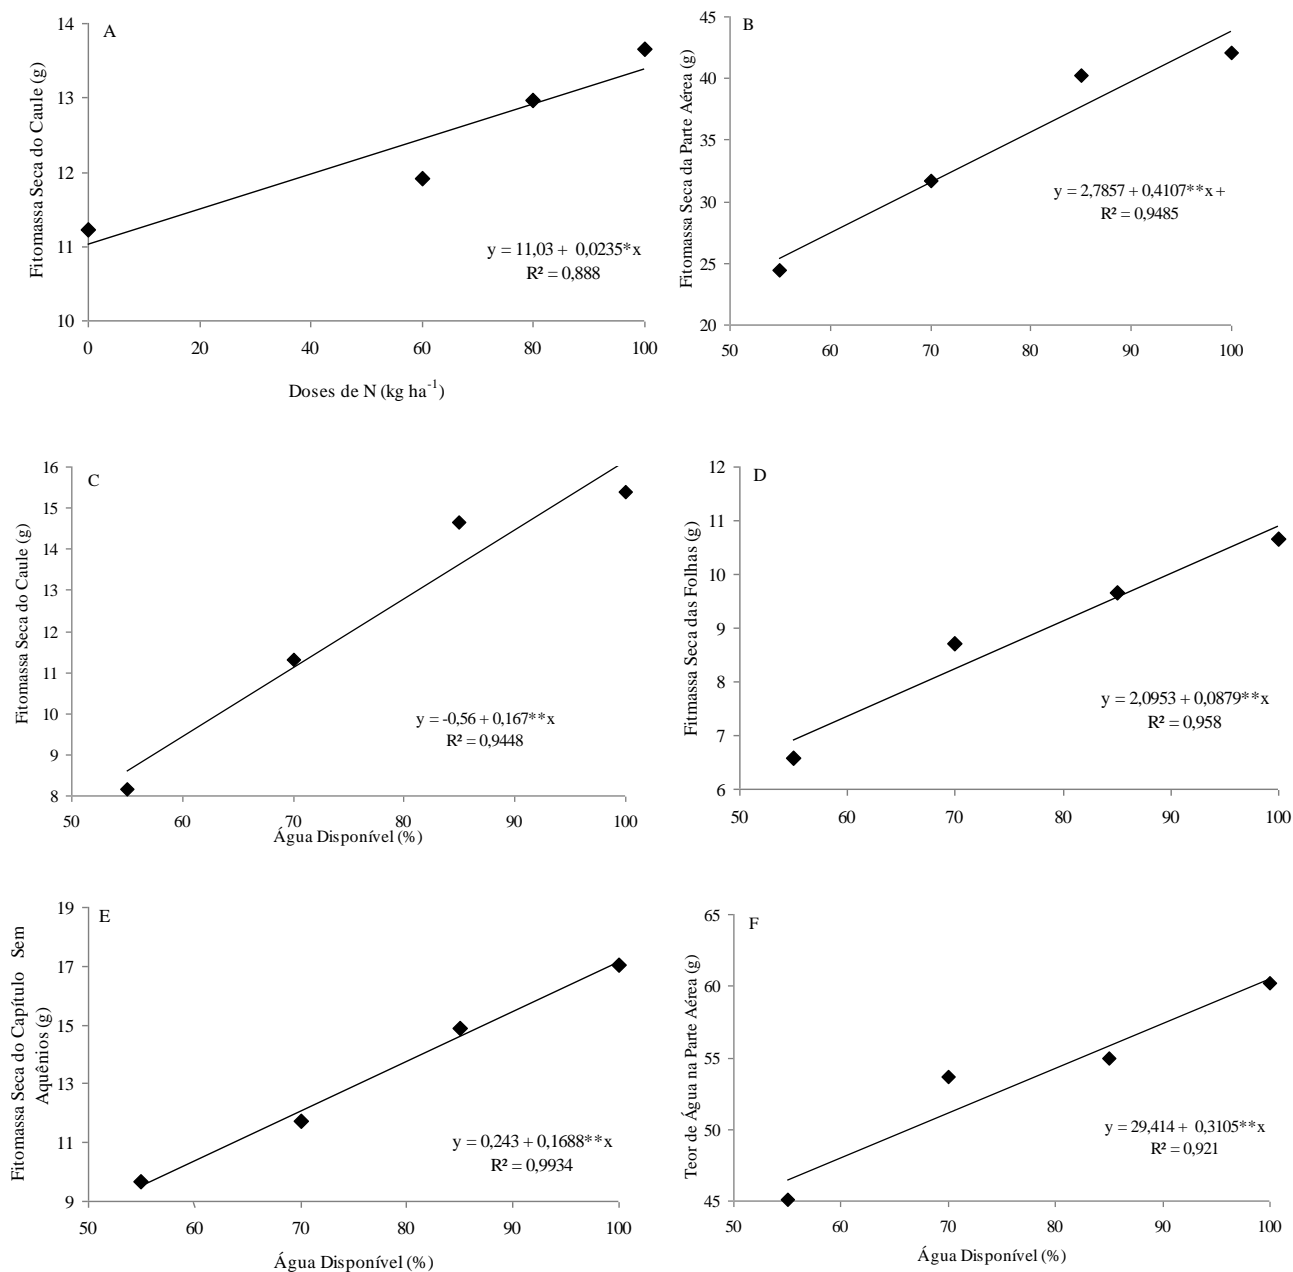 A
Fitomassa Seca do Caule (g)
14
13
12
11
10
0
20
40
60
80
100
y = 11,03 + 0,0235*x
R² = 0,888
Doses de N (kg ha⁻¹)
B
Fitomassa Seca da Parte Aérea (g)
45
40
35
30
25
20
50
60
70
80
90
100
y = 2,7857 + 0,4107**x +
R² = 0,9485
C
Fitomassa Seca do Caule (g)
16
15
14
13
12
11
10
9
8
50
60
70
80
90
100
y = -0,56 + 0,167**x
R² = 0,9448
Água Disponível (%)
D
Fitmassa Seca das Folhas (g)
12
11
10
9
8
7
6
50
60
70
80
90
100
y = 2,0953 + 0,0879**x
R² = 0,958
E
Fitomassa Seca do Capítulo Sem
Aquênios (g)
19
17
15
13
11
9
50
60
70
80
90
100
y = 0,243 + 0,1688**x
R² = 0,9934
Água Disponível (%)
F
Teor de Água na Parte Aérea (g)
65
60
55
50
45
50
60
70
80
90
100
y = 29,414 + 0,3105**x
R² = 0,921
Água Disponível (%)